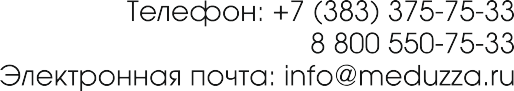 Телефон: +7 (383) 375-75-33
8 800 550-75-33
Электронная почта: info@meduzza.ru